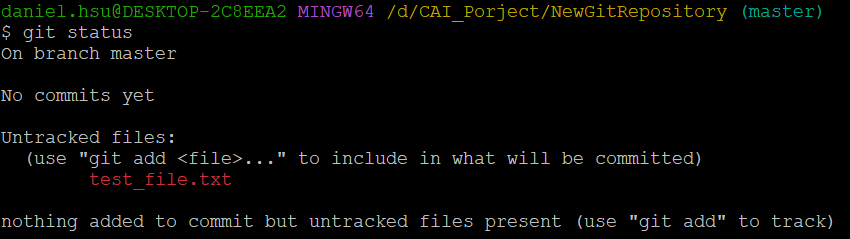 daniel.hsu@DESKTOP-2C8EEA2 MINGW64 /d/CAI_Porject/NewGitRepository (master)
$ git status
On branch master
No commits yet
Untracked files:
(use "git add <file>..." to include in what will be committed)
test_file.txt
nothing added to commit but untracked files present (use "git add" to track)